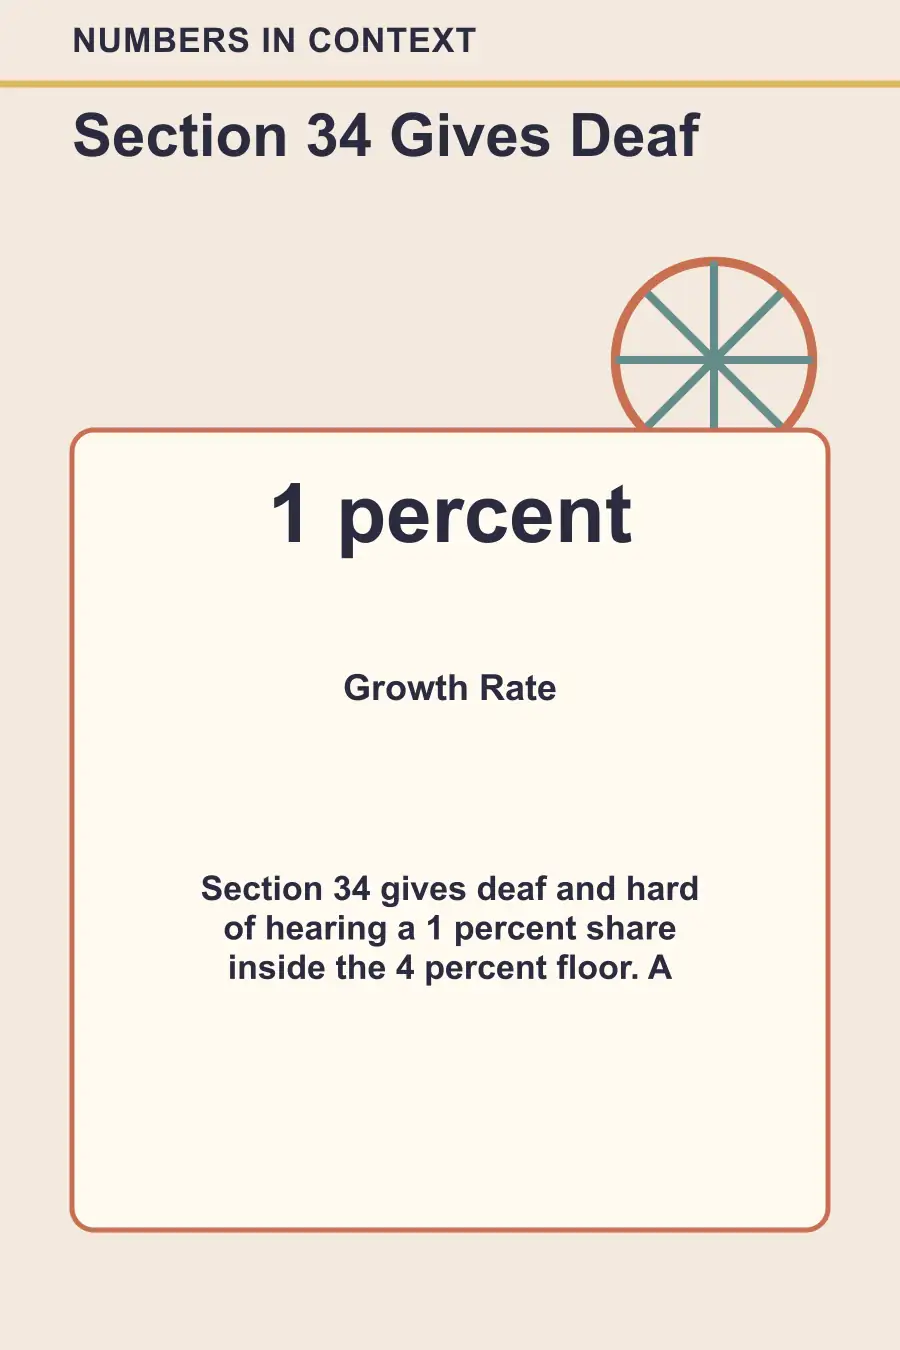 NUMBERS IN CONTEXT
Section 34 Gives Deaf
1 percent
Growth Rate
Section 34 gives deaf and hard
of hearing a 1 percent share
inside the 4 percent floor. A